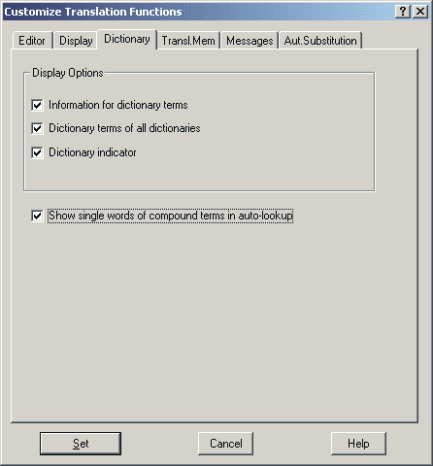 Customize Translation Functions
Editor Display Dictionary Transl.Mem Messages Aut.Substitution
Display Options
Information for dictionary terms
Dictionary terms of all dictionaries
Dictionary indicator
Show single words of compound terms in auto-lookup
Set Cancel Help